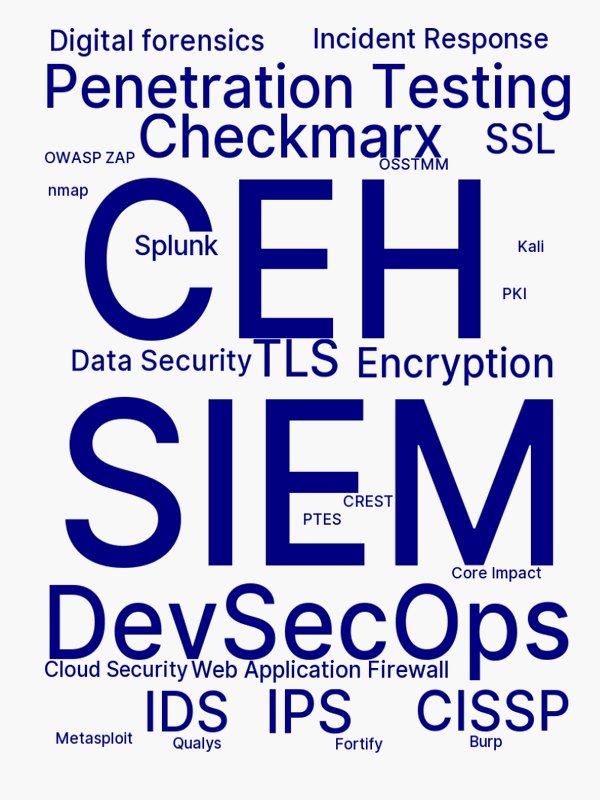 Digital forensics Incident Response
Penetration Testing
Checkmarx SSL
OWASP ZAP OSSTMM
nmap
CEH
Splunk Kali
PKI
Data Security TLS Encryption
SIEM
CREST
PTES
Core Impact
DevSecOps
Cloud Security Web Application Firewall
IDS IPS CISSP
Metasploit Qualys Fortify Burp